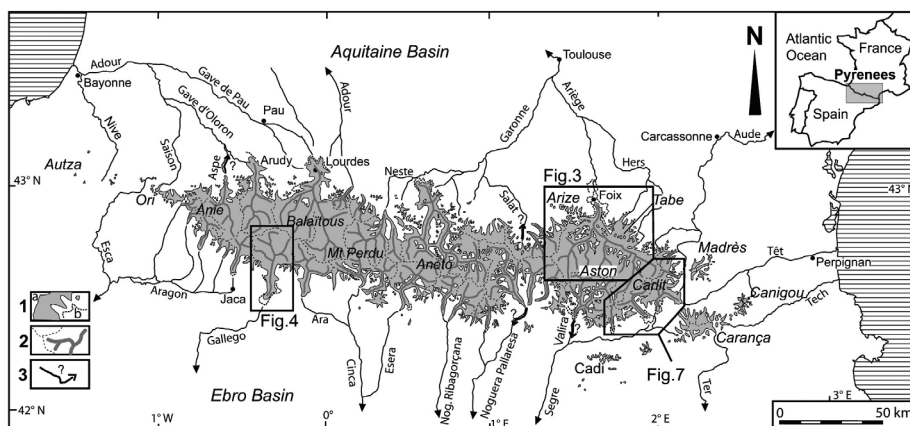 Aquitaine Basin
N
Atlantic
Ocean
France
Pyrenees
Spain
Adour
Bayonne
Nive
Gave de Pau
Gave d'Oloron
Pau
Adour
Toulouse
Garonne
Ariège
Carcassonne
Aude
Autza
Saison
Aspe
?
Arudy
Lourdes
Neste
Salat
?
Hers
Fig.3
43° N
43° N
Ori
Anie
Balaïtous
Mt Perdu
Aneto
Arize
Foix
Tabe
Aston
Carlit
Madrès
Têt
Perpignan
Canigou
Tech
Carança
Esca
Aragon
Jaca
Fig.4
Gallego
Ara
Cinca
Esera
Nog. Ribagorçana
Noguera Pallaresa
?
Valira
?
Segre
Cadí
Fig.7
Ter
Ebro Basin
1
a
b
2
3
?
42° N
1° W
0°
1° E
2° E
3° E
0
50 km